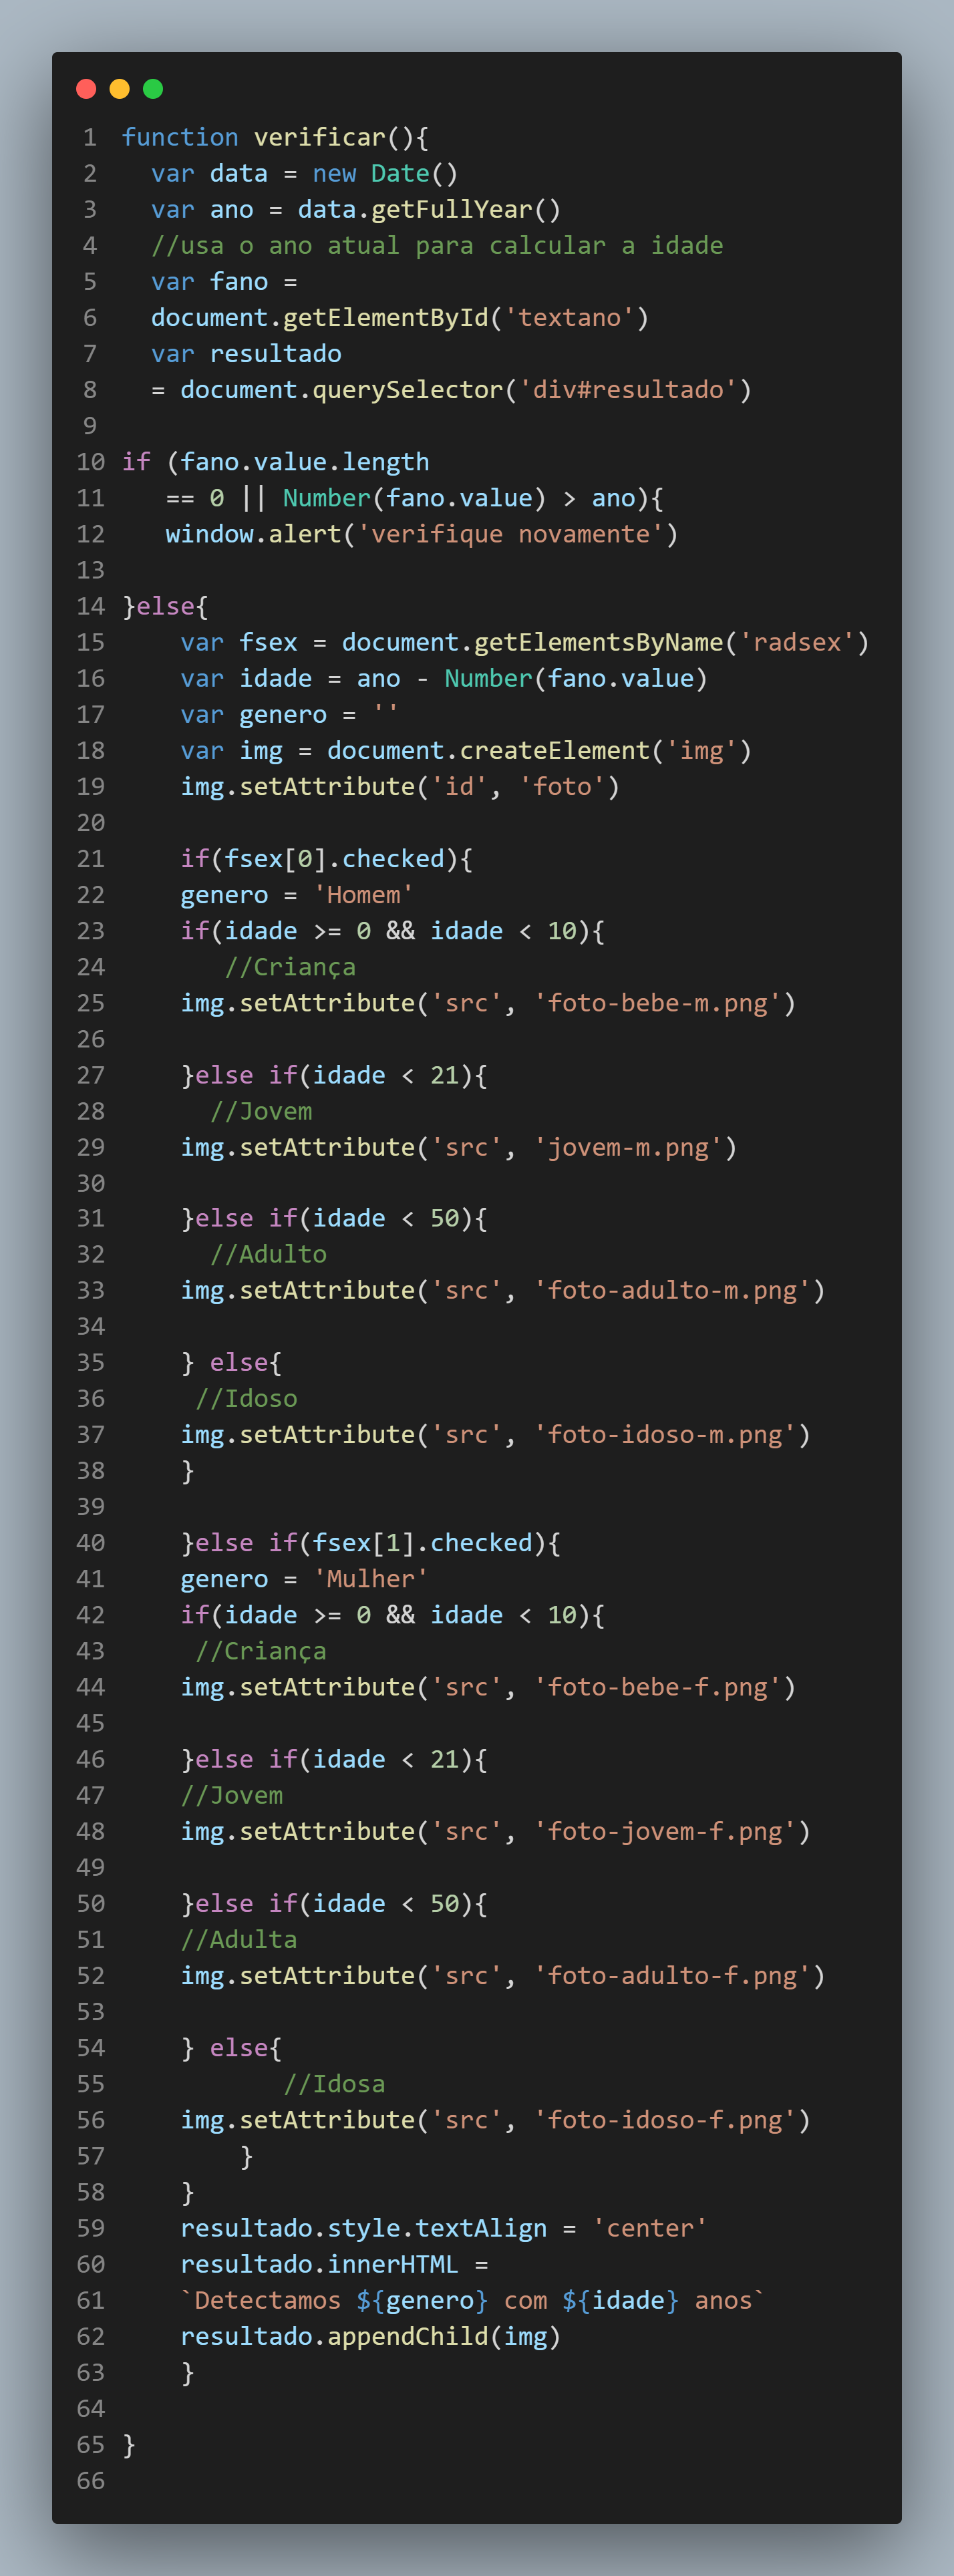 1 function verificar(){
2   var data = new Date()
3   var ano = data.getFullYear()
4   //usa o ano atual para calcular a idade
5   var fano =
6   document.getElementById('textano')
7   var resultado
8   = document.querySelector('div#resultado')
9
10 if (fano.value.length
11    == 0 || Number(fano.value) > ano){
12    window.alert('verifique novamente')
13
14 }else{
15     var fsex = document.getElementsByName('radsex')
16     var idade = ano - Number(fano.value)
17     var genero = ''
18     var img = document.createElement('img')
19     img.setAttribute('id', 'foto')
20
21     if(fsex[0].checked){
22     genero = 'Homem'
23     if(idade >= 0 && idade < 10){
24        //Criança
25     img.setAttribute('src', 'foto-bebe-m.png')
26
27     }else if(idade < 21){
28       //Jovem
29     img.setAttribute('src', 'jovem-m.png')
30
31     }else if(idade < 50){
32       //Adulto
33     img.setAttribute('src', 'foto-adulto-m.png')
34
35     } else{
36      //Idoso
37     img.setAttribute('src', 'foto-idoso-m.png')
38     }
39
40     }else if(fsex[1].checked){
41     genero = 'Mulher'
42     if(idade >= 0 && idade < 10){
43      //Criança
44     img.setAttribute('src', 'foto-bebe-f.png')
45
46     }else if(idade < 21){
47     //Jovem
48     img.setAttribute('src', 'foto-jovem-f.png')
49
50     }else if(idade < 50){
51     //Adulta
52     img.setAttribute('src', 'foto-adulto-f.png')
53
54     } else{
55            //Idosa
56     img.setAttribute('src', 'foto-idoso-f.png')
57         }
58     }
59     resultado.style.textAlign = 'center'
60     resultado.innerHTML =
61     `Detectamos ${genero} com ${idade} anos`
62     resultado.appendChild(img)
63     }
64
65 }
66